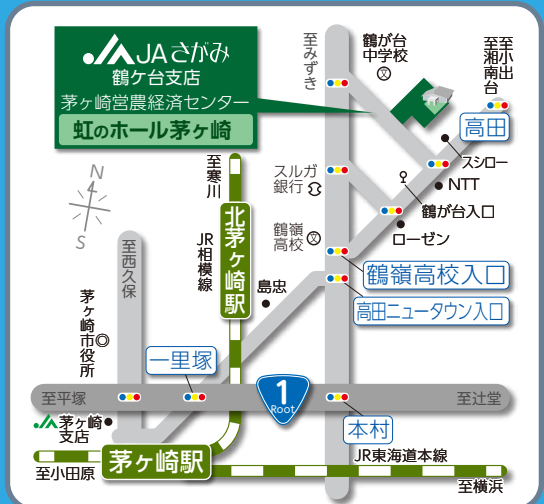 JAさがみ
鶴ケ台支店
茅ヶ崎営農経済センター
虹のホール茅ヶ崎
至みずき
鶴が台
中学校
文
至小出
至湘南台
高田
スシロー
NTT
鶴が台入口
ローゼン
スルガ
銀行
鶴嶺
高校
文
鶴嶺高校入口
高田ニュータウン入口
N
S
至寒川
北茅ヶ崎駅
JR相模線
島忠
至西久保
茅ヶ崎市役所
一里塚
至平塚
1
Root
至辻堂
本村
茅ヶ崎
支店
茅ヶ崎駅
JR東海道本線
至小田原
至横浜